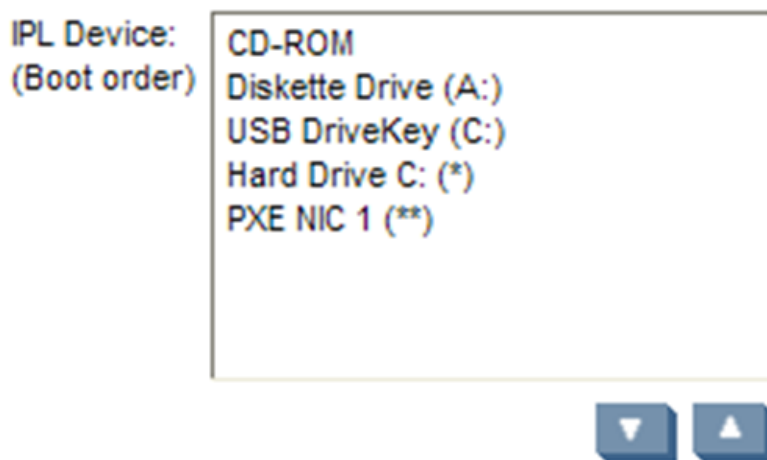 IPL Device:
(Boot order)
CD-ROM
Diskette Drive (A:)
USB DriveKey (C:)
Hard Drive C: (*)
PXE NIC 1 (**)